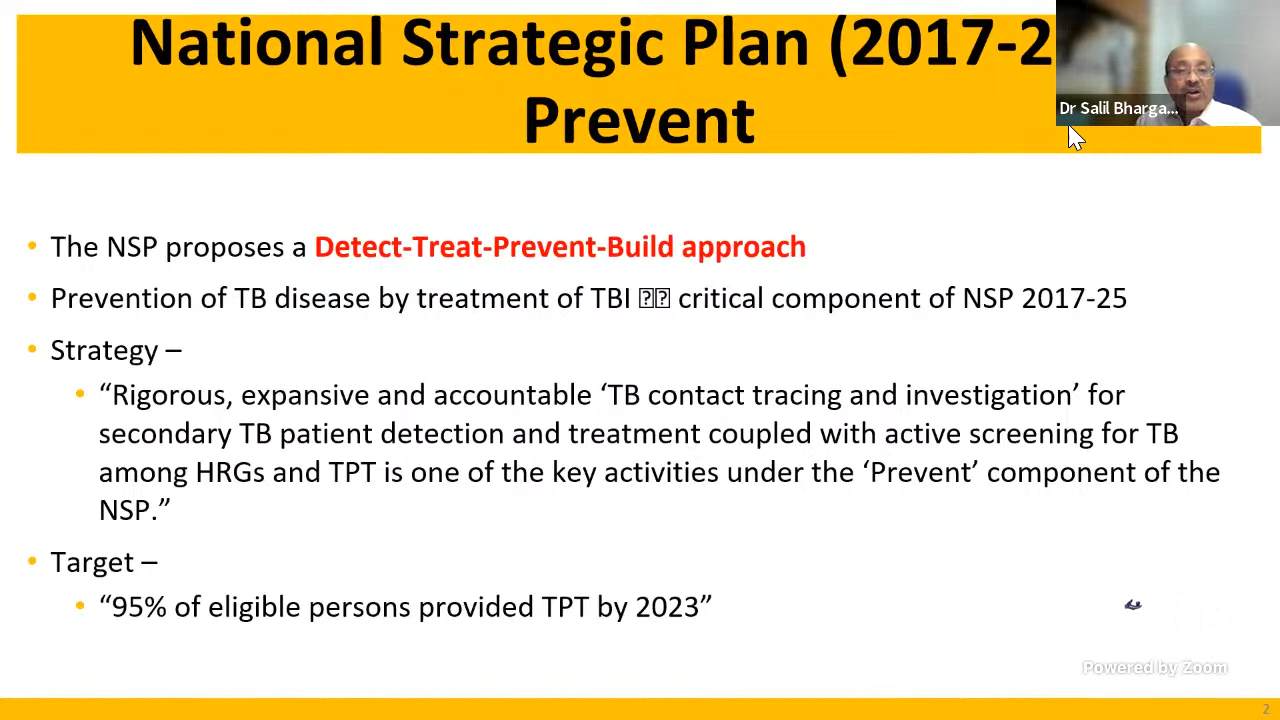 National Strategic Plan (2017-2
Prevent
Dr Salil Bharga...
• The NSP proposes a Detect-Treat-Prevent-Build approach
• Prevention of TB disease by treatment of TBI ⍰⍰ critical component of NSP 2017-25
• Strategy –
• “Rigorous, expansive and accountable ‘TB contact tracing and investigation’ for
secondary TB patient detection and treatment coupled with active screening for TB
among HRGs and TPT is one of the key activities under the ‘Prevent’ component of the
NSP.”
• Target –
• “95% of eligible persons provided TPT by 2023”
Powered by Zoom
2